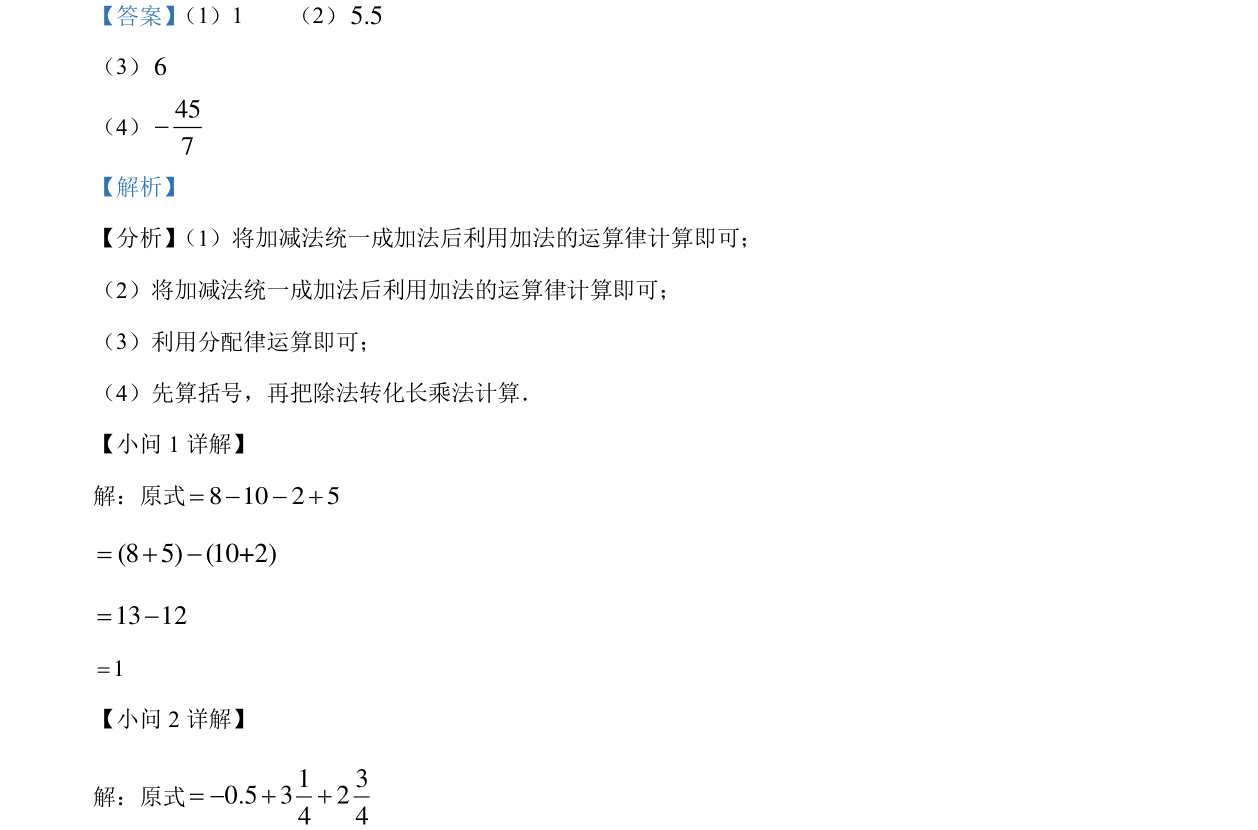 【答案】（1）1 （2）5.5
（3）6
（4）−45/7
【解析】
【分析】（1）将加减法统一成加法后利用加法的运算律计算即可；
（2）将加减法统一成加法后利用加法的运算律计算即可；
（3）利用分配律运算即可；
（4）先算括号，再把除法转化长乘法计算．
【小问 1 详解】
解：原式=8−10−2+5
=(8+5)−(10+2)
=13−12
=1
【小问 2 详解】
解：原式=−0.5+3 1/4+2 3/4